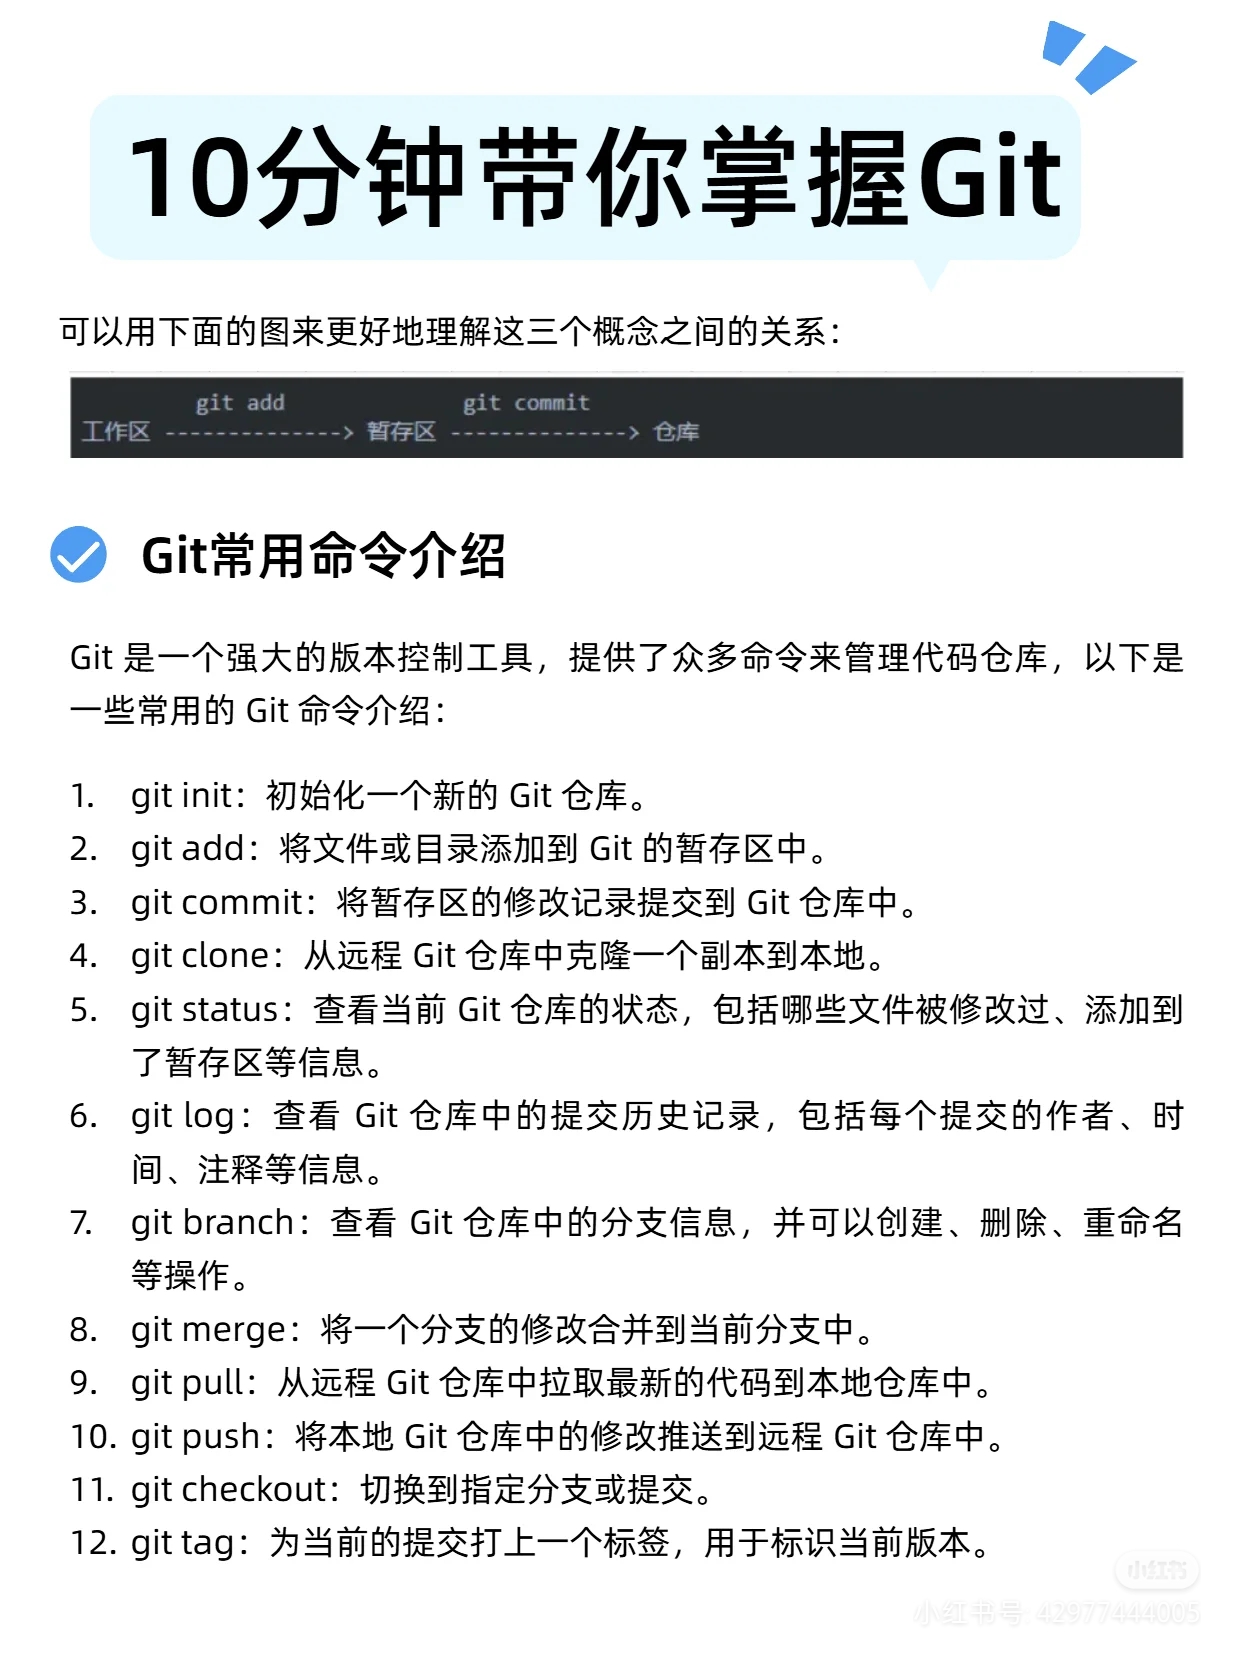 10分钟带你掌握Git
可以用下面的图来更好地理解这三个概念之间的关系：
git add git commit
工作区 --------------> 暂存区 --------------> 仓库
Git常用命令介绍
Git 是一个强大的版本控制工具，提供了众多命令来管理代码仓库，以下是
一些常用的 Git 命令介绍：
1. git init：初始化一个新的 Git 仓库。
2. git add：将文件或目录添加到 Git 的暂存区中。
3. git commit：将暂存区的修改记录提交到 Git 仓库中。
4. git clone：从远程 Git 仓库中克隆一个副本到本地。
5. git status：查看当前 Git 仓库的状态，包括哪些文件被修改过、添加到
了暂存区等信息。
6. git log：查看 Git 仓库中的提交历史记录，包括每个提交的作者、时
间、注释等信息。
7. git branch：查看 Git 仓库中的分支信息，并可以创建、删除、重命名
等操作。
8. git merge：将一个分支的修改合并到当前分支中。
9. git pull：从远程 Git 仓库中拉取最新的代码到本地仓库中。
10. git push：将本地 Git 仓库中的修改推送到远程 Git 仓库中。
11. git checkout：切换到指定分支或提交。
12. git tag：为当前的提交打上一个标签，用于标识当前版本。
小红书
小红书号: 42977444005